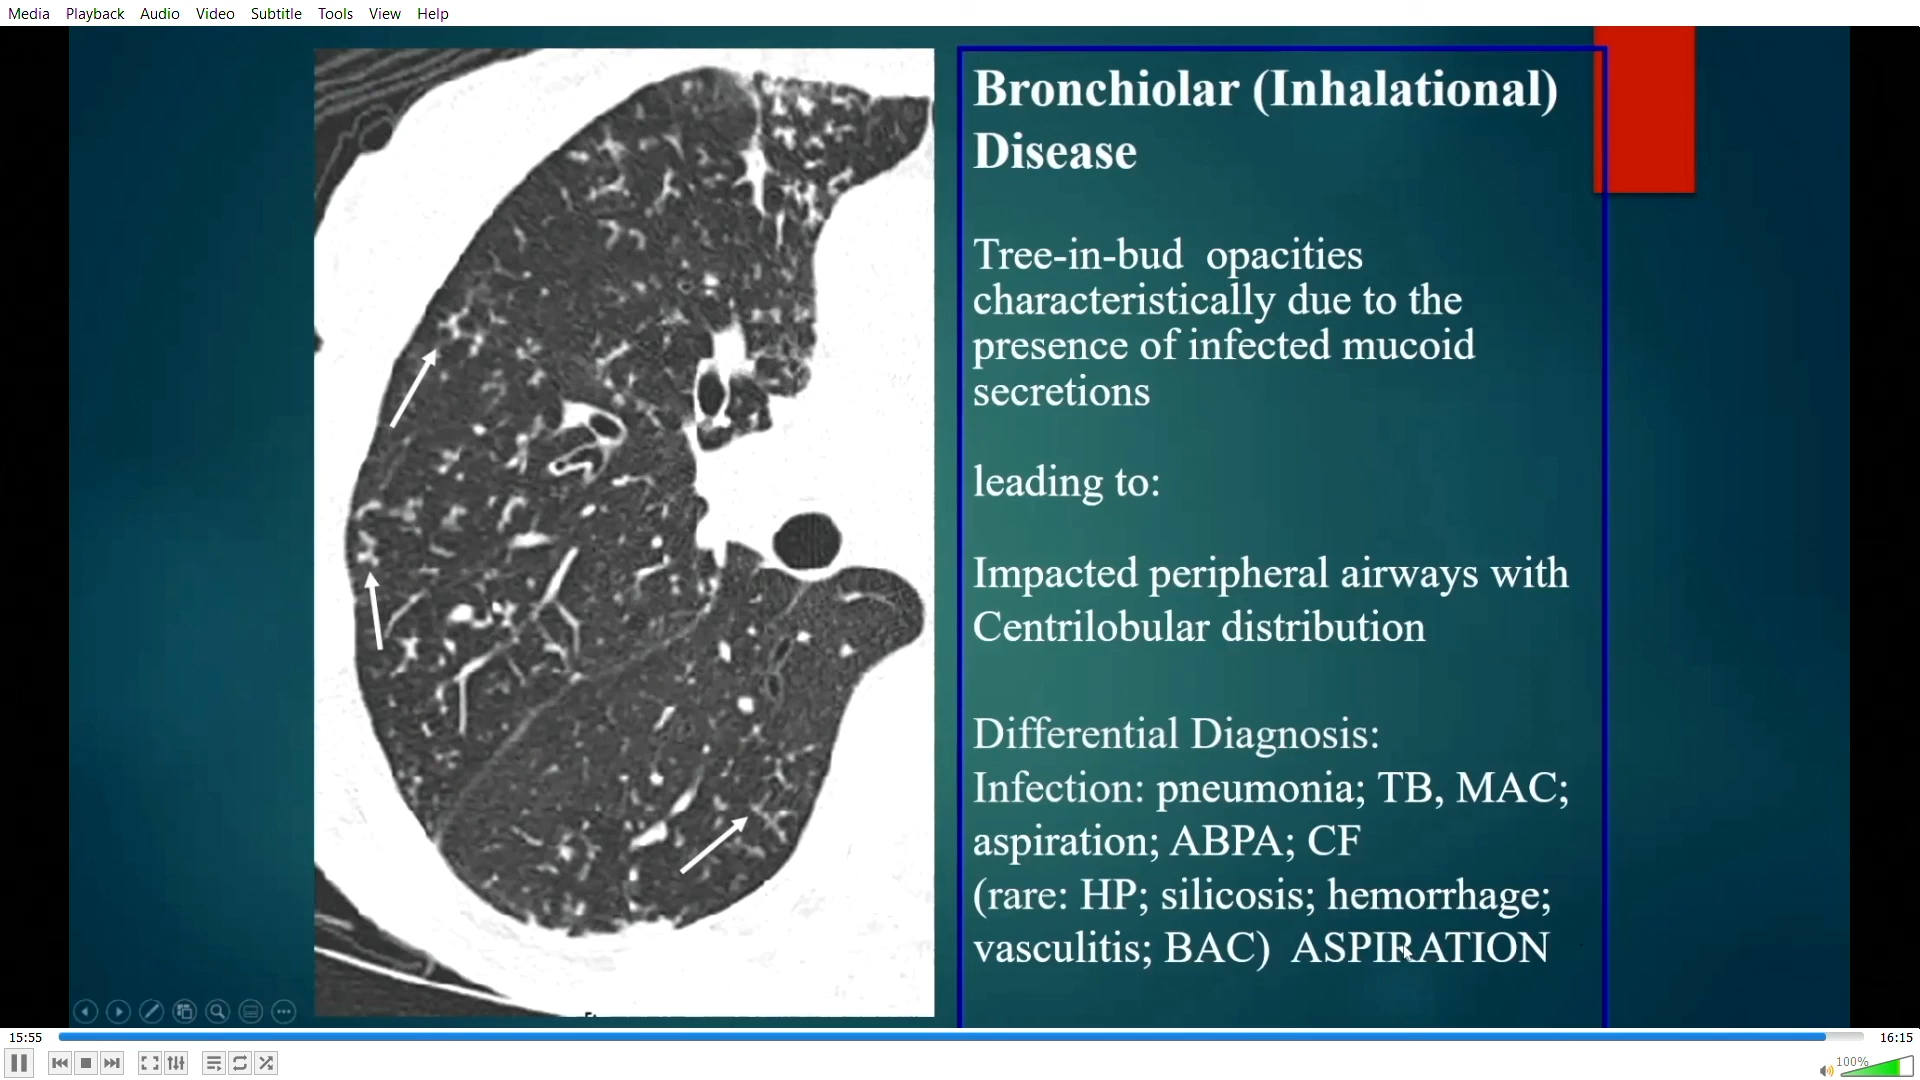 Media Playback Audio Video Subtitle Tools View Help
Bronchiolar (Inhalational)
Disease
Tree-in-bud opacities
characteristically due to the
presence of infected mucoid
secretions
leading to:
Impacted peripheral airways with
Centrilobular distribution
Differential Diagnosis:
Infection: pneumonia; TB, MAC;
aspiration; ABPA; CF
(rare: HP; silicosis; hemorrhage;
vasculitis; BAC) ASPIRATION
15:55 16:15
100%